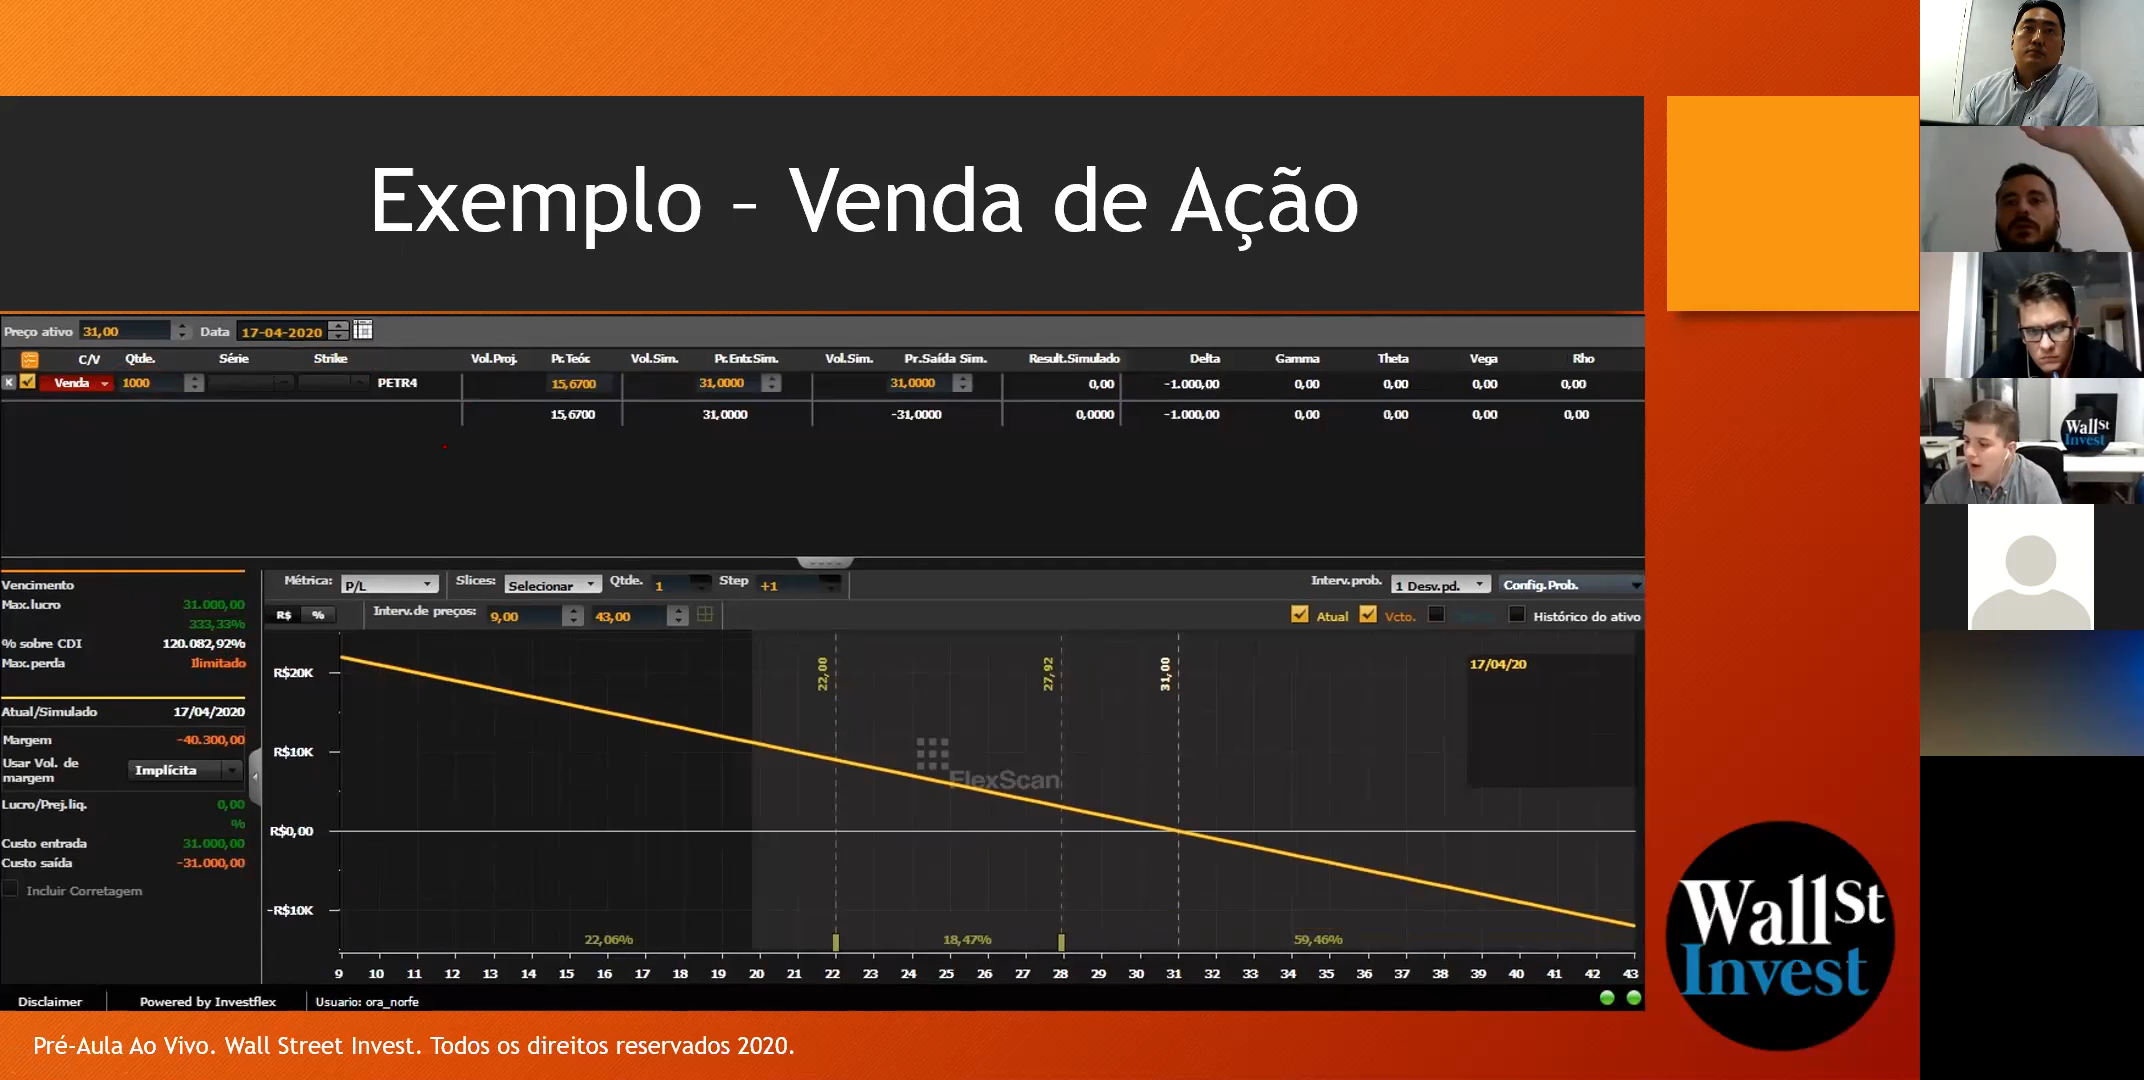 Exemplo – Venda de Ação
Preço ativo 31,00 Data 17-04-2020
C/V Qtde. Série Strike Vol.Proj. Pr.Teóx Vol.Sim. Pr.Entr.Sim. Vol.Sim. Pr.Saída Sim. Result.Simulado Delta Gamma Theta Vega Rho
Venda 1000 PETR4 15,6700 31,0000 31,0000 0,00 -1.000,00 0,00 0,00 0,00 0,00
15,6700 31,0000 -31,0000 0,0000 -1.000,00 0,00 0,00 0,00 0,00
Vencimento
Max.lucro 31.000,00
333,33%
% sobre CDI 120.082,92%
Max.perda Ilimitado
Atual/Simulado 17/04/2020
Margem -40.300,00
Usar Vol. de margem Implícita
Lucro/Prej.liq. 0,00
%
Custo entrada 31.000,00
Custo saída -31.000,00
Incluir Corretagem
Métrica: P/L Slices: Selecionar Qtde. 1 Step +1 Interv.prob. 1 Desv.pd. Config.Prob.
R$ % Interv.de preços: 9,00 43,00 Atual Vcto. Histórico do ativo
22,00 27,92 31,00 17/04/20
R$20K
R$10K
FlexScan
R$0,00
-R$10K
22,06% 18,47% 59,46%
9 10 11 12 13 14 15 16 17 18 19 20 21 22 23 24 25 26 27 28 29 30 31 32 33 34 35 36 37 38 39 40 41 42 43
Disclaimer Powered by Investflex Usuario: ora_norfe
Pré-Aula Ao Vivo. Wall Street Invest. Todos os direitos reservados 2020.
WallSt
Invest
WallSt
Invest